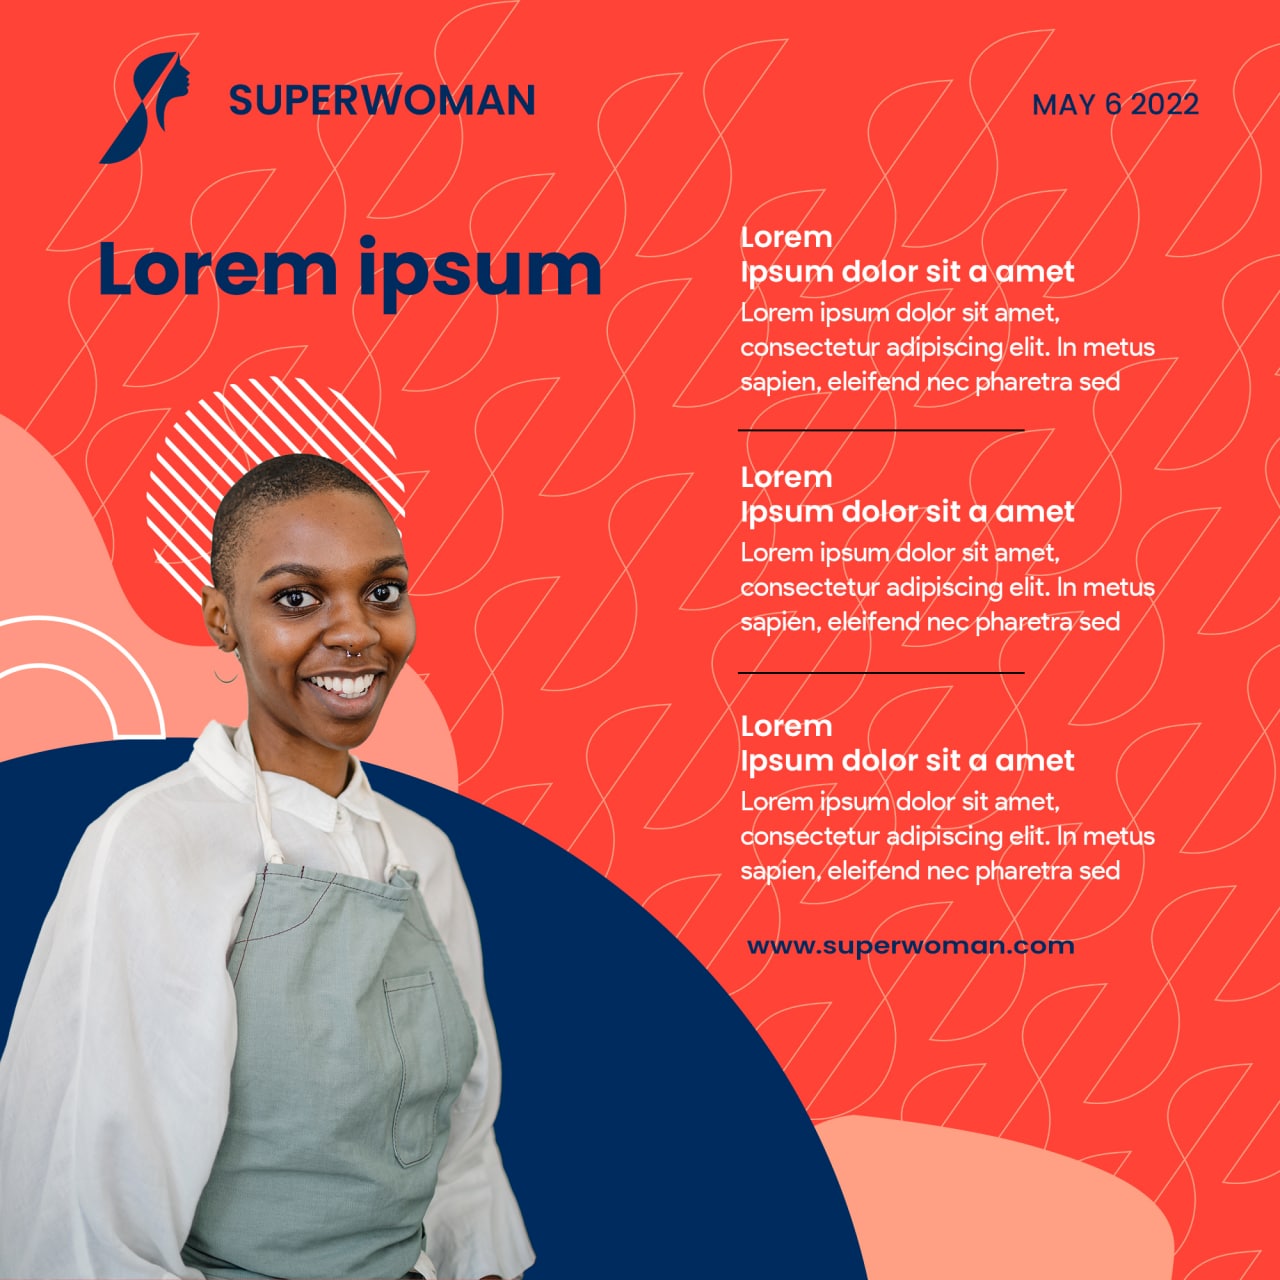 SUPERWOMAN
MAY 6 2022
Lorem ipsum
Lorem
Ipsum dolor sit a amet
Lorem ipsum dolor sit amet,
consectetur adipiscing elit. In metus
sapien, eleifend nec pharetra sed
Lorem
Ipsum dolor sit a amet
Lorem ipsum dolor sit amet,
consectetur adipiscing elit. In metus
sapien, eleifend nec pharetra sed
Lorem
Ipsum dolor sit a amet
Lorem ipsum dolor sit amet,
consectetur adipiscing elit. In metus
sapien, eleifend nec pharetra sed
www.superwoman.com